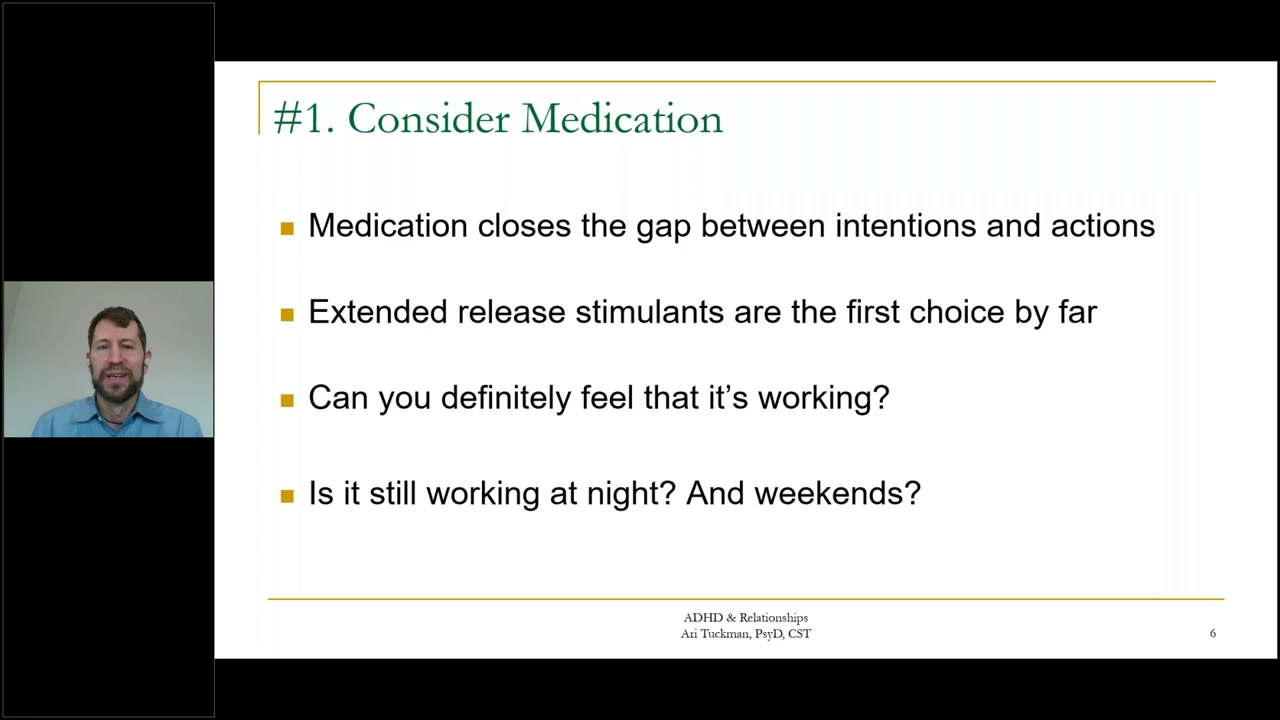 #1. Consider Medication
Medication closes the gap between intentions and actions
Extended release stimulants are the first choice by far
Can you definitely feel that it’s working?
Is it still working at night? And weekends?
ADHD & Relationships
Ari Tuckman, PsyD, CST
6